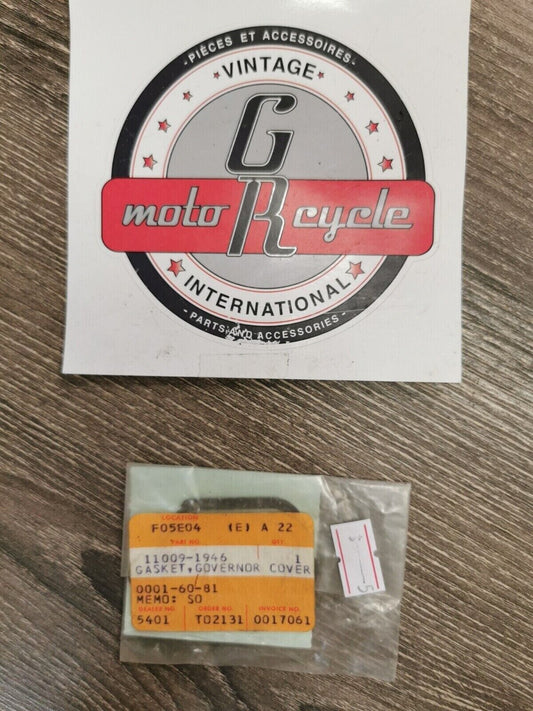 - PIÈCES ET ACCESSOIRES -
VINTAGE
G
moto R cycle
INTERNATIONAL
- PARTS AND ACCESSORIES -
LOCATION
F05E04 (E) A 22
PART NO. QTY.
11009-1946 1
GASKET,GOVERNOR COVER
0001-60-81
MEMO: SO
DEALER NO. ORDER NO. INVOICE NO.
5401 T02131 0017061